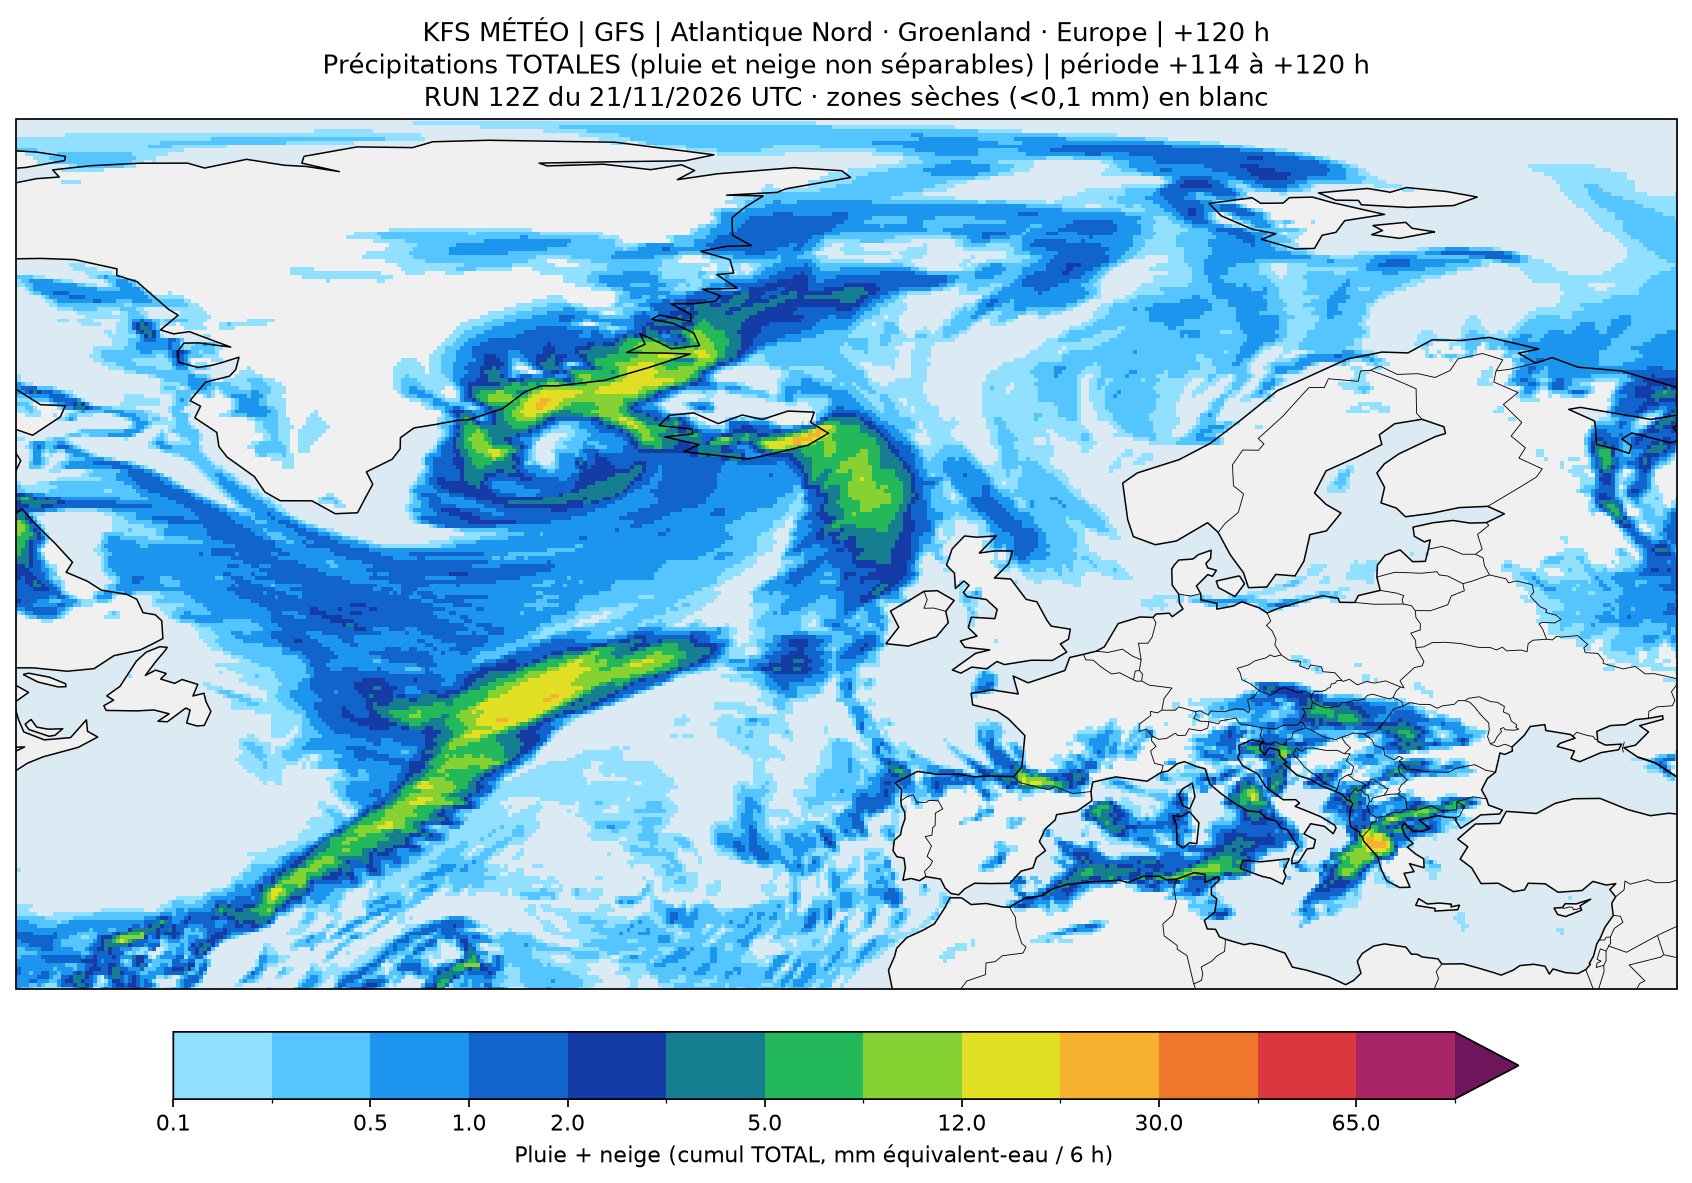 KFS MÉTÉO | GFS | Atlantique Nord · Groenland · Europe | +120 h
Précipitations TOTALES (pluie et neige non séparables) | période +114 à +120 h
RUN 12Z du 21/11/2026 UTC · zones sèches (<0,1 mm) en blanc
0.1 0.5 1.0 2.0 5.0 12.0 30.0 65.0
Pluie + neige (cumul TOTAL, mm équivalent-eau / 6 h)